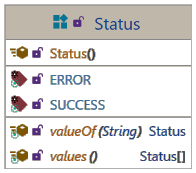 Status
Status()
ERROR
SUCCESS
valueOf(String) Status
values() Status[]